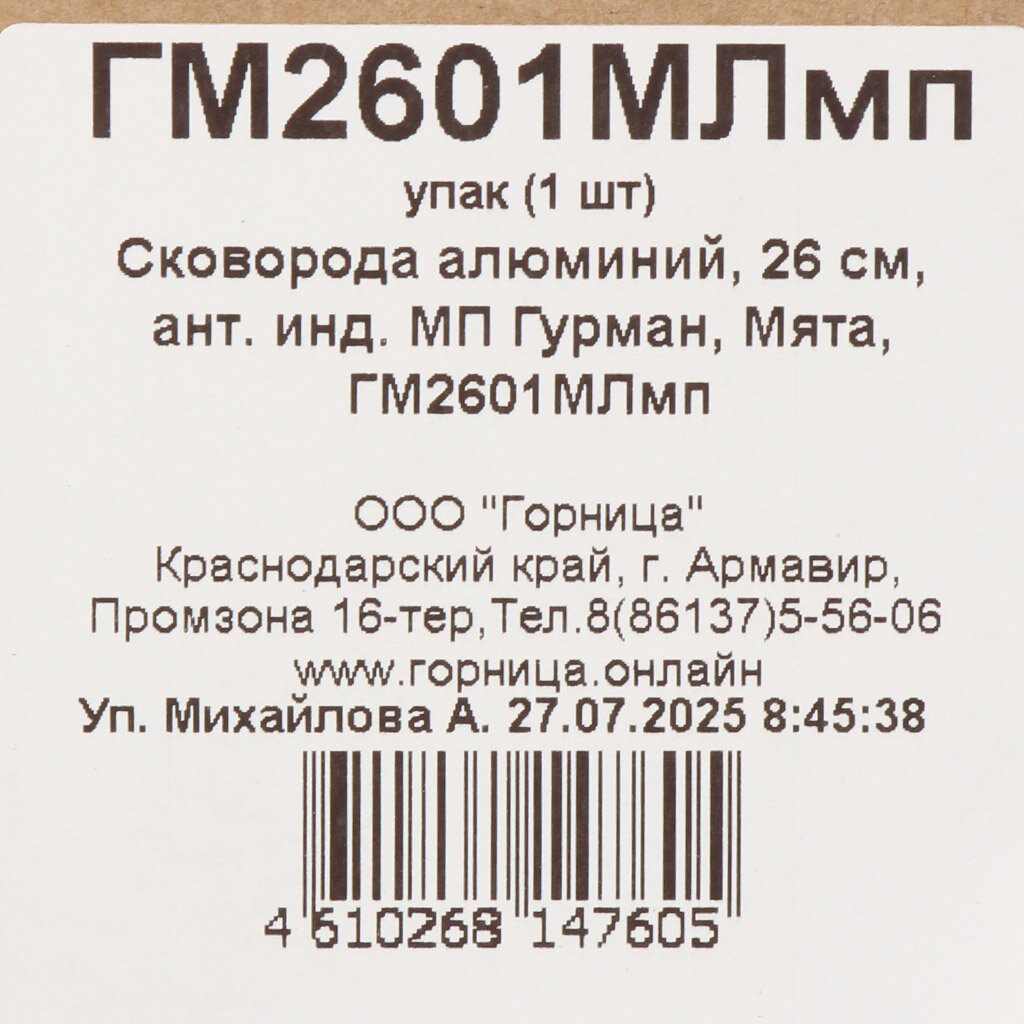 ГМ2601МЛмп
упак (1 шт)
Сковорода алюминий, 26 см,
ант. инд. МП Гурман, Мята,
ГМ2601МЛмп
ООО "Горница"
Краснодарский край, г. Армавир,
Промзона 16-тер,Тел.8(86137)5-56-06
www.горница.онлайн
Уп. Михайлова А. 27.07.2025 8:45:38
4 610268 147605